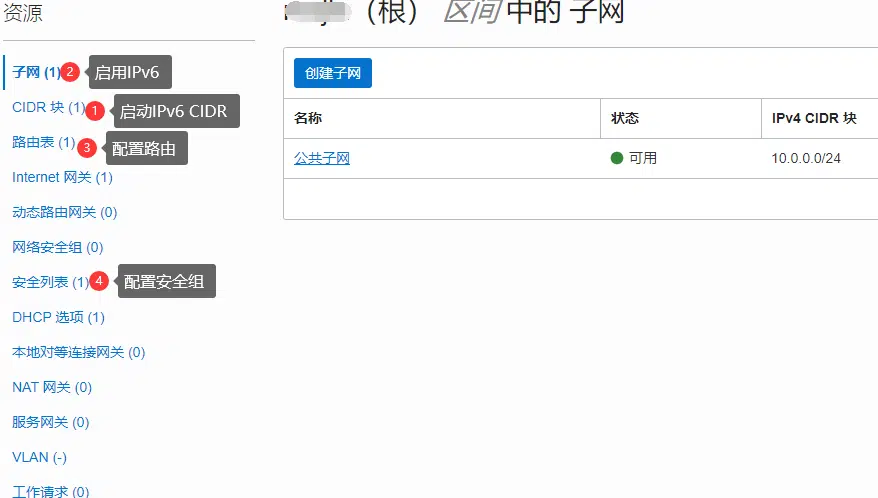 资源
（根） 区间 中的 子网
子网 (1) 2 启用IPv6
CIDR 块 (1) 1 启动IPv6 CIDR
路由表 (1) 3 配置路由
Internet 网关 (1)
动态路由网关 (0)
网络安全组 (0)
安全列表 (1) 4 配置安全组
DHCP 选项 (1)
本地对等连接网关 (0)
NAT 网关 (0)
服务网关 (0)
VLAN (-)
工作请求 (0)
创建子网
名称 状态 IPv4 CIDR 块
公共子网 可用 10.0.0.0/24